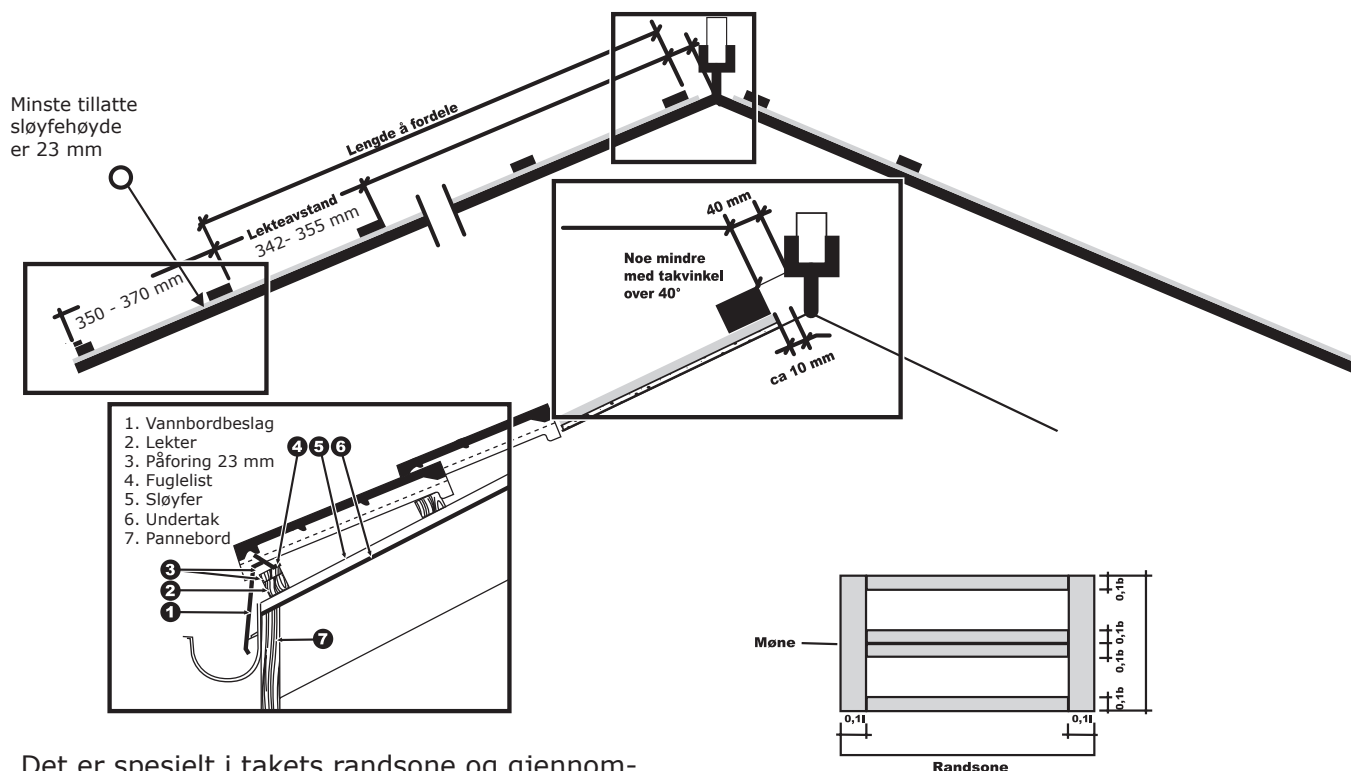 Minste tillatte
sløyfehøyde
er 23 mm
Lengde å fordele
Lekteavstand
342- 355 mm
350 - 370 mm
40 mm
Noe mindre
med takvinkel
over 40°
ca 10 mm
1. Vannbordbeslag
2. Lekter
3. Påforing 23 mm
4. Fuglelist
5. Sløyfer
6. Undertak
7. Pannebord
4 5 6
3
2
1
7
Møne
0,1b
0,1b
0,1b
0,1b
0,1l
0,1l
Randsone
Det er spesielt i takets randsone og gjennom-